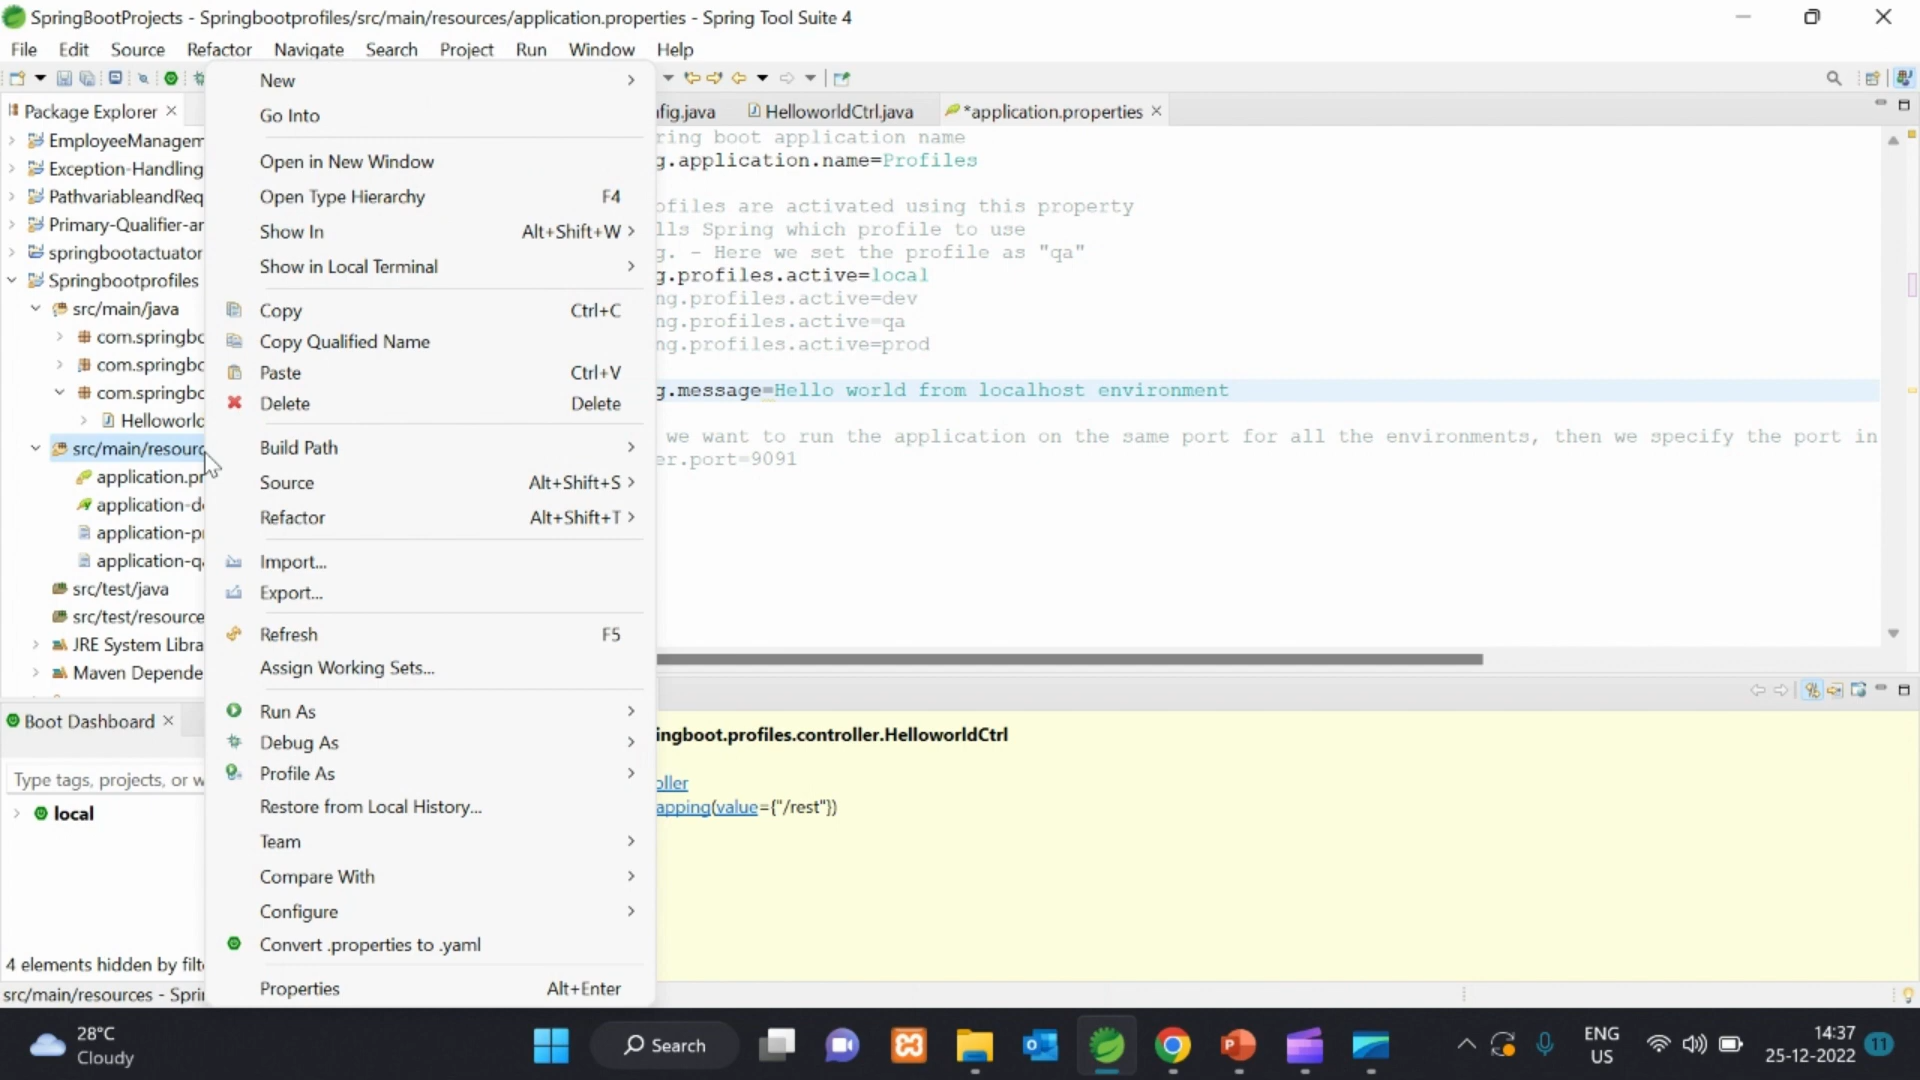 SpringBootProjects - Springbootprofiles/src/main/resources/application.properties - Spring Tool Suite 4
File Edit Source Refactor Navigate Search Project Run Window Help
Package Explorer
EmployeeManagem
Exception-Handling
PathvariableandReq
Primary-Qualifier-ar
springbootactuator
Springbootprofiles
src/main/java
com.springbo
com.springbo
com.springbo
Helloworld
src/main/resourc
application.pr
application-d
application-p
application-q
src/test/java
src/test/resource
JRE System Libra
Maven Depende
Boot Dashboard
Type tags, projects, or w
local
4 elements hidden by filt
src/main/resources - Spri
New
Go Into
Open in New Window
Open Type Hierarchy F4
Show In Alt+Shift+W
Show in Local Terminal
Copy Ctrl+C
Copy Qualified Name
Paste Ctrl+V
Delete Delete
Build Path
Source Alt+Shift+S
Refactor Alt+Shift+T
Import...
Export...
Refresh F5
Assign Working Sets...
Run As
Debug As
Profile As
Restore from Local History...
Team
Compare With
Configure
Convert .properties to .yaml
Properties Alt+Enter
fig.java HelloworldCtrl.java *application.properties
ring boot application name
g.application.name=Profiles
ofiles are activated using this property
lls Spring which profile to use
g. - Here we set the profile as "qa"
g.profiles.active=local
ng.profiles.active=dev
ng.profiles.active=qa
ng.profiles.active=prod
g.message=Hello world from localhost environment
we want to run the application on the same port for all the environments, then we specify the port in
er.port=9091
ingboot.profiles.controller.HelloworldCtrl
oller
apping(value={"/rest"})
28°C
Cloudy
Search
ENG
US
14:37
25-12-2022
11